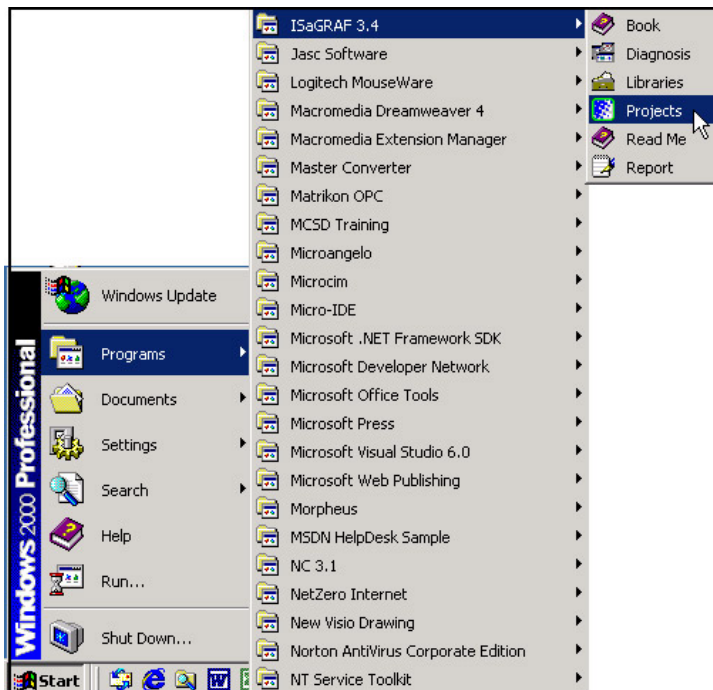 ISaGRAF 3.4
Jasc Software
Logitech MouseWare
Macromedia Dreamweaver 4
Macromedia Extension Manager
Master Converter
Matrikon OPC
MCSD Training
Microangelo
Microcim
Micro-IDE
Microsoft .NET Framework SDK
Microsoft Developer Network
Microsoft Office Tools
Microsoft Press
Microsoft Visual Studio 6.0
Microsoft Web Publishing
Morpheus
MSDN HelpDesk Sample
NC 3.1
NetZero Internet
New Visio Drawing
Norton AntiVirus Corporate Edition
NT Service Toolkit
Book
Diagnosis
Libraries
Projects
Read Me
Report
Windows Update
Programs
Documents
Settings
Search
Help
Run...
Shut Down...
Windows 2000 Professional
Start